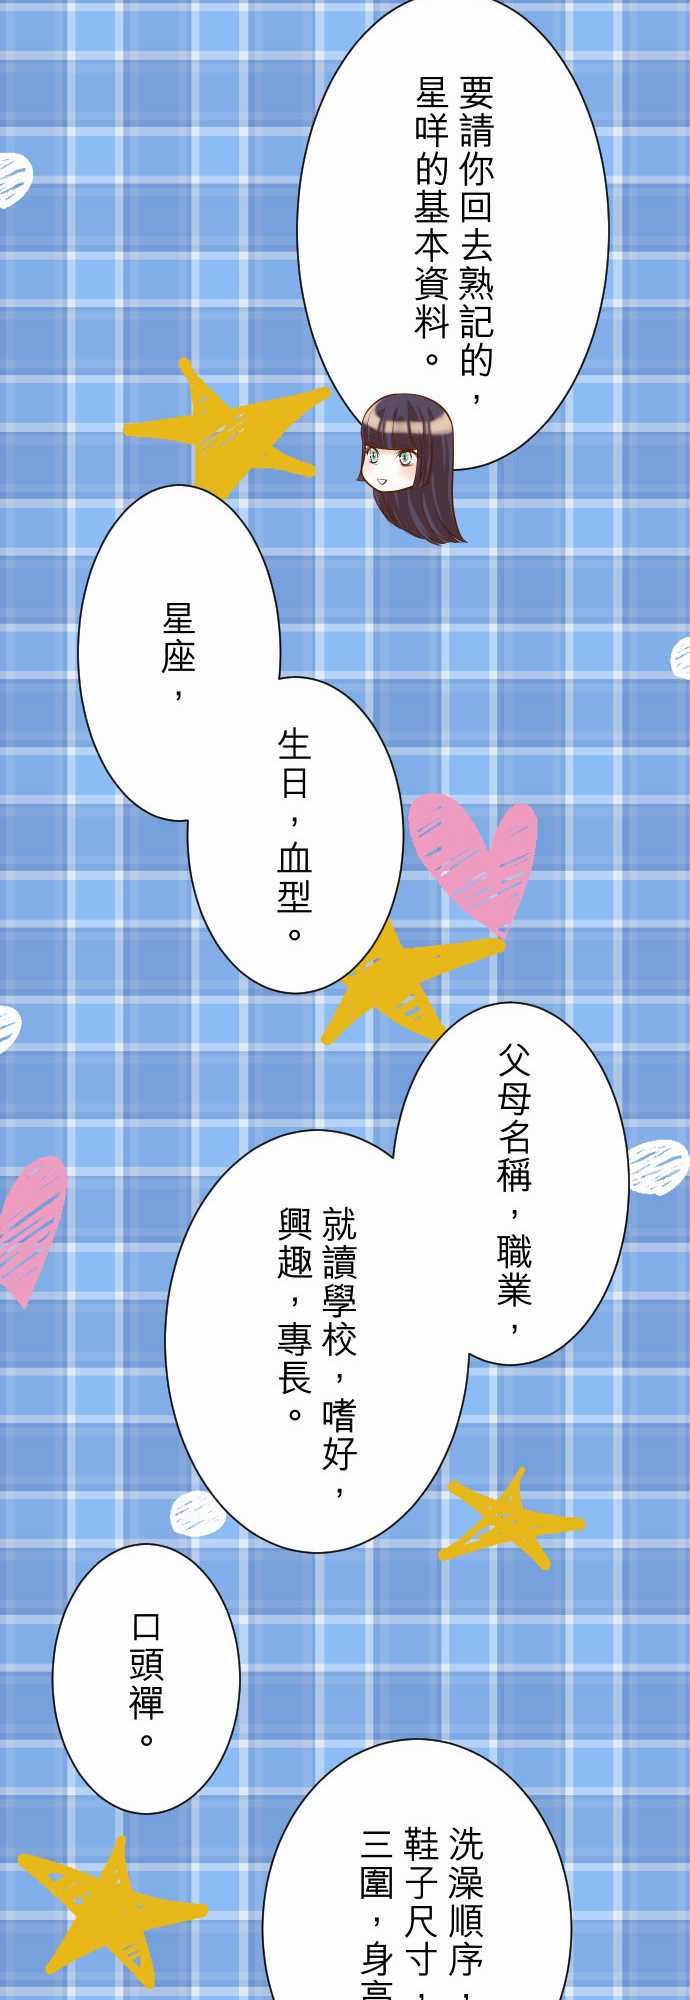 要請你回去熟記的，
星咩的基本資料。
星座，
生日，血型。
父母名稱，職業，
就讀學校，嗜好，
興趣，專長。
口頭禪。
洗澡順序，
鞋子尺寸，
三圍，身高